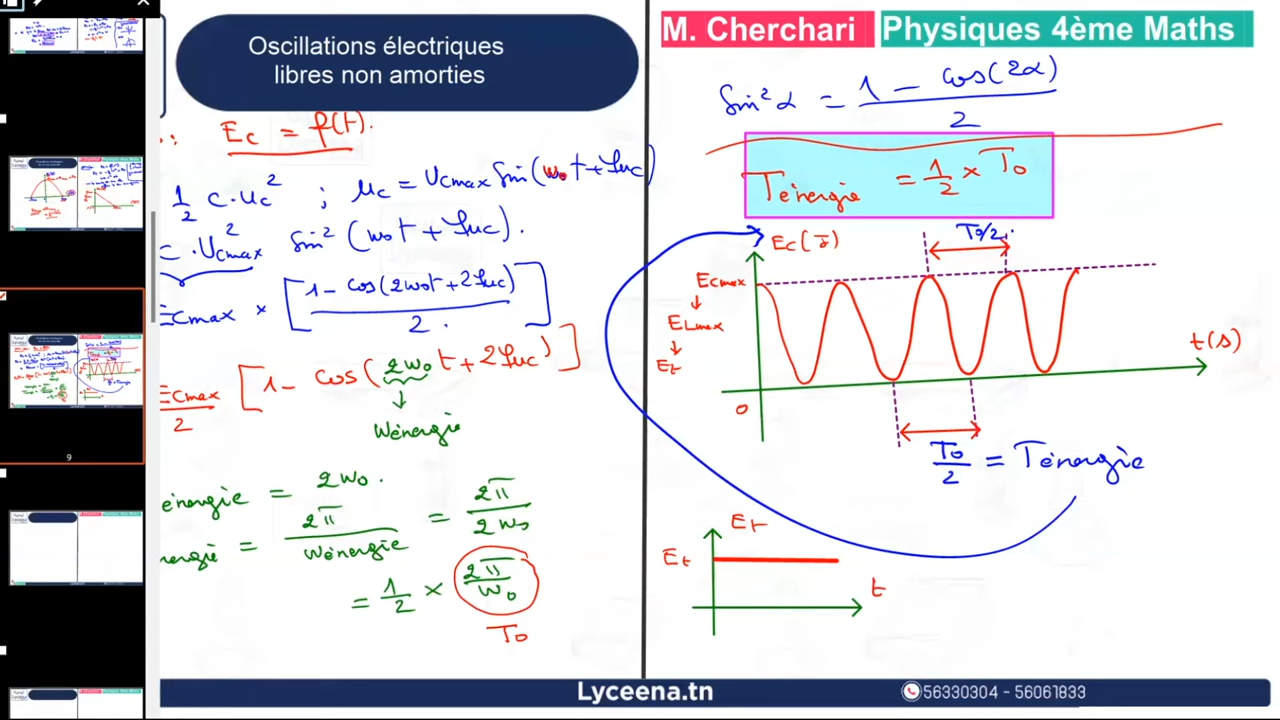 Oscillations électriques
libres non amorties
Ec = f(t).
1/2 C.uc² ; uc = Ucmax sin(w₀t + φuc)
C.Ucmax² sin²(w₀t + φuc).
Ecmax × [1 - cos(2w₀t + 2φuc) / 2.]
Ecmax/2 [1 - cos(2w₀t + 2φuc)]
wénergie
énergie = 2w₀.
nergie = 2π/wénergie = 2π/2w₀
= 1/2 × 2π/w₀
T₀
9
M. Cherchari Physiques 4ème Maths
Sin²α = 1 - cos(2α) / 2
Ténergie = 1/2 × T₀
Ec(J)
T₀/2
Ecmax
ELmax
Et
t(s)
0
T₀/2 = Ténergie
Et
Et
t
Lyceena.tn
56330304 - 56061833